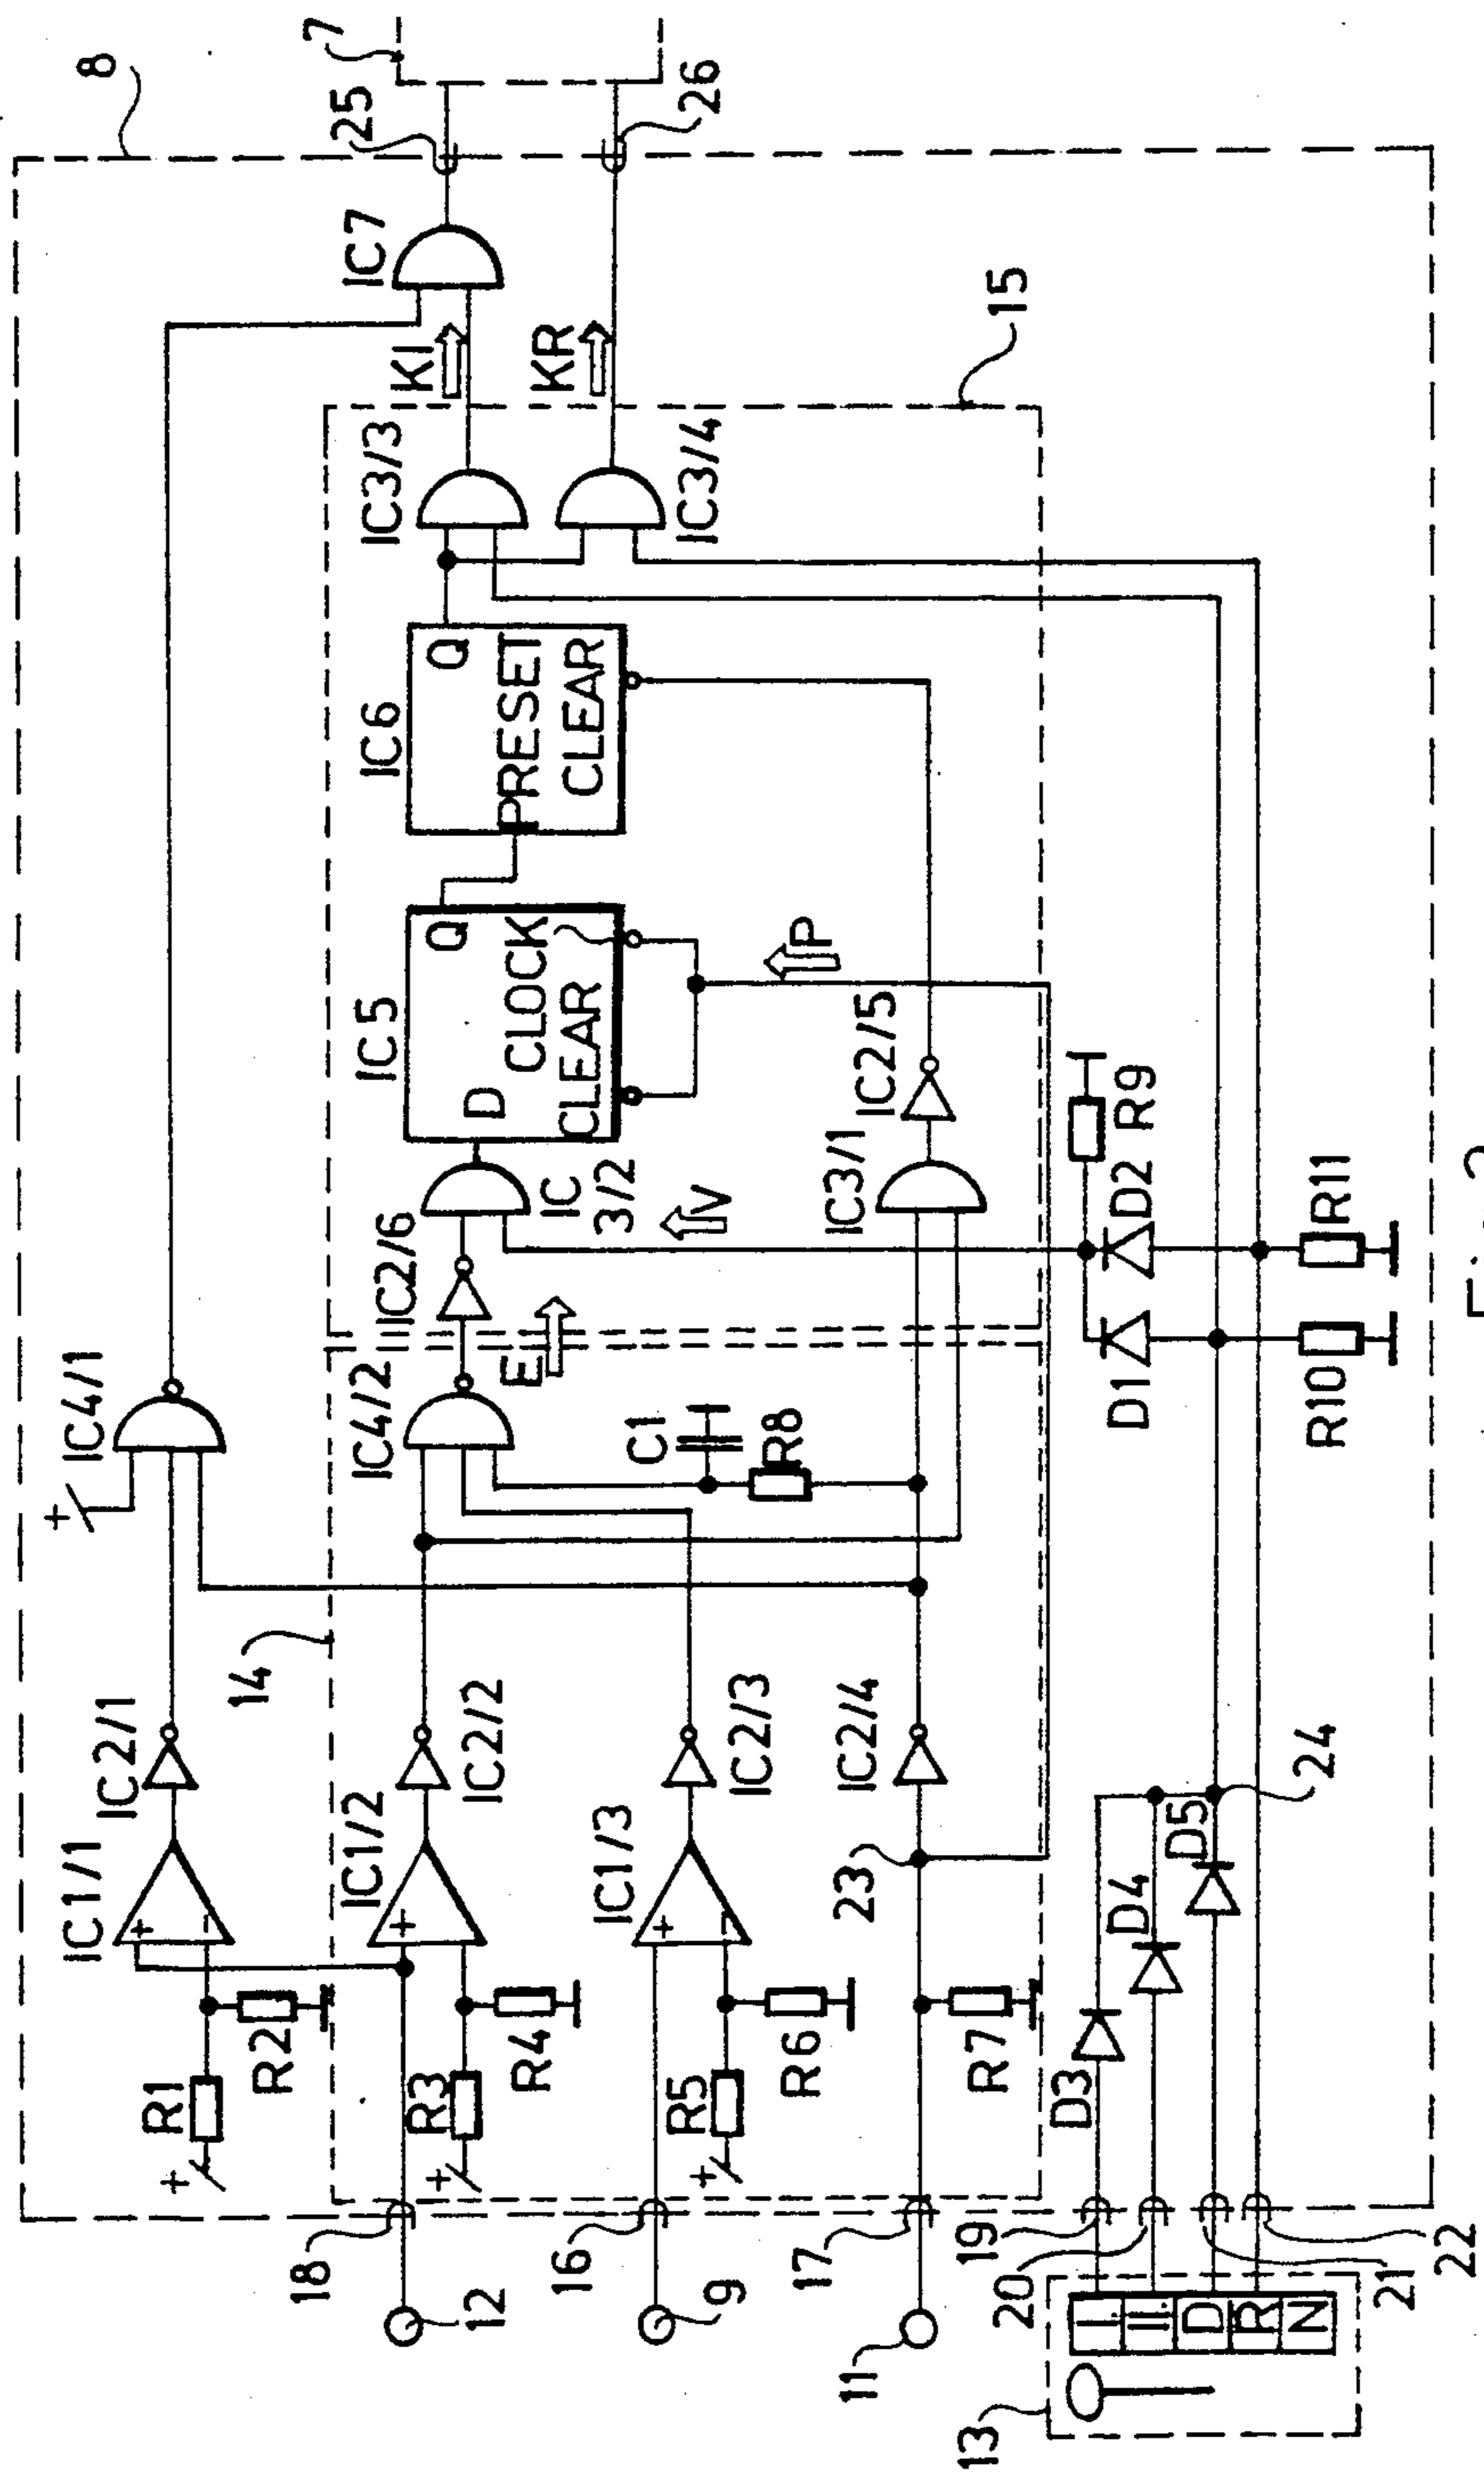 8
7
25
26
IC7
KI
KR
15
IC3/3
IC3/4
IC6
Q
PRESET
CLEAR
IC5
Q
D
CLOCK
CLEAR
P
IC2/5
IC3/1
IC
3/2
V
IC2/6
E
IC4/1
+
IC4/2
C1
R8
D1
D2
R9
R10
R11
14
IC2/1
IC1/1
+
-
IC2/2
IC1/2
+
IC2/3
IC1/3
+
-
IC2/4
23
24
D5
D4
D3
R1
R2
+
R3
R4
+
R5
R6
+
R7
18
12
16
9
17
11
19
20
21
22
13
I.
II.
D
R
N